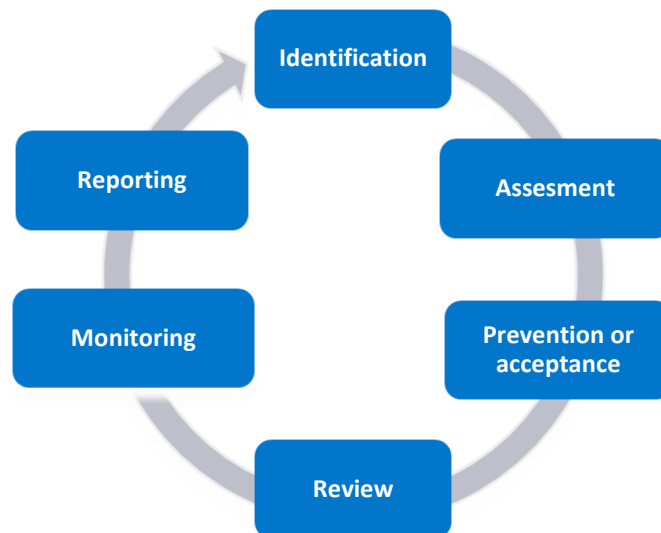 Identification
Assesment
Prevention or
acceptance
Review
Monitoring
Reporting